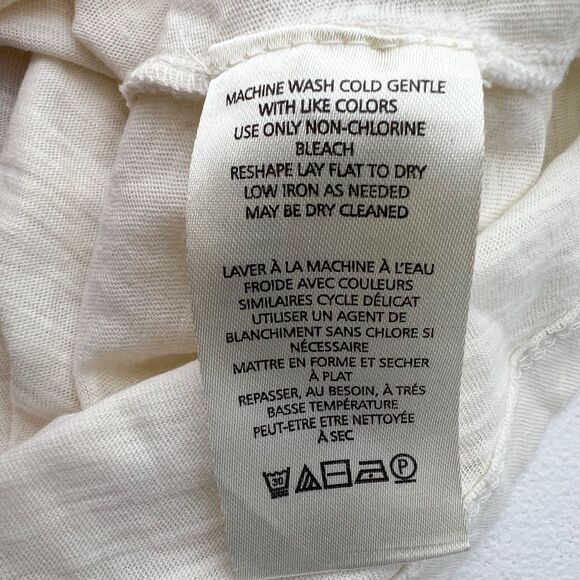 MACHINE WASH COLD GENTLE
WITH LIKE COLORS
USE ONLY NON-CHLORINE
BLEACH
RESHAPE LAY FLAT TO DRY
LOW IRON AS NEEDED
MAY BE DRY CLEANED
LAVER À LA MACHINE À L'EAU
FROIDE AVEC COULEURS
SIMILAIRES CYCLE DÉLICAT
UTILISER UN AGENT DE
BLANCHIMENT SANS CHLORE SI
NÉCESSAIRE
MATTRE EN FORME ET SECHER
À PLAT
REPASSER, AU BESOIN, À TRÉS
BASSE TEMPÉRATURE
PEUT-ETRE ETRE NETTOYÉE
À SEC
30 P